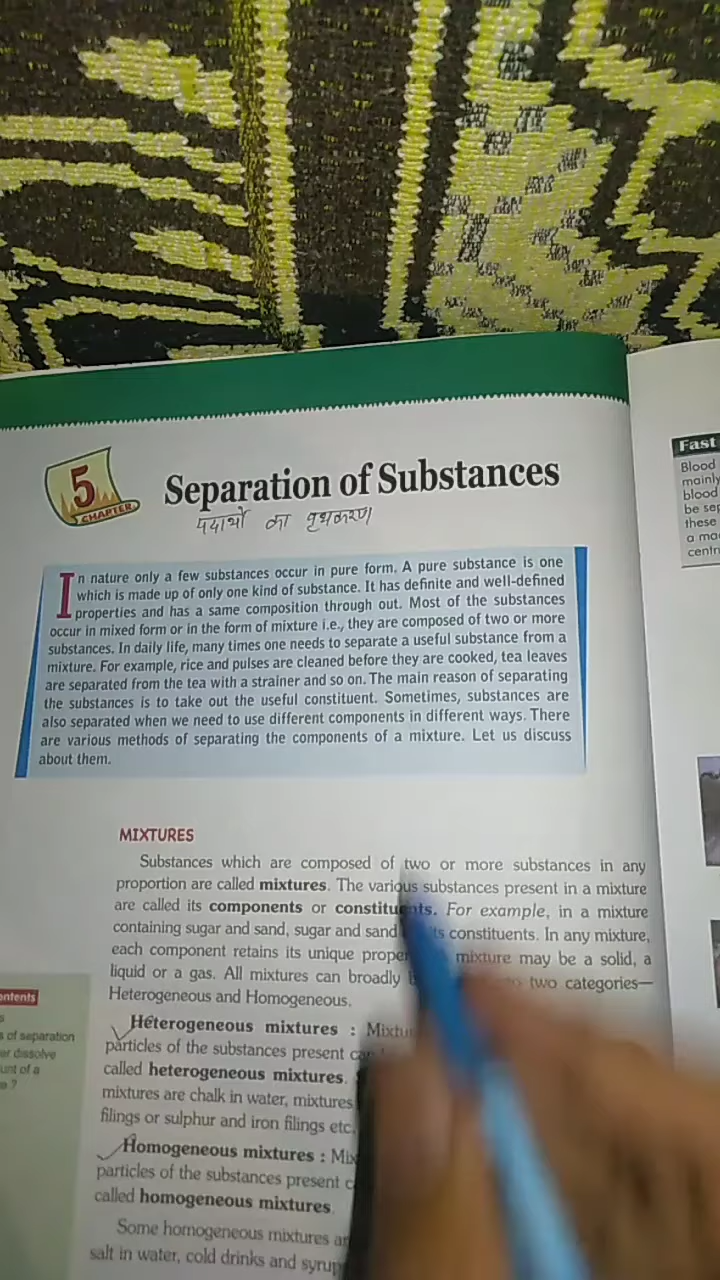 5
CHAPTER
Separation of Substances
पदार्थो का पृथकरण
In nature only a few substances occur in pure form. A pure substance is one
which is made up of only one kind of substance. It has definite and well-defined
properties and has a same composition through out. Most of the substances
occur in mixed form or in the form of mixture i.e., they are composed of two or more
substances. In daily life, many times one needs to separate a useful substance from a
mixture. For example, rice and pulses are cleaned before they are cooked, tea leaves
are separated from the tea with a strainer and so on. The main reason of separating
the substances is to take out the useful constituent. Sometimes, substances are
also separated when we need to use different components in different ways. There
are various methods of separating the components of a mixture. Let us discuss
about them.
MIXTURES
Substances which are composed of two or more substances in any
proportion are called mixtures. The various substances present in a mixture
are called its components or constituents. For example, in a mixture
containing sugar and sand, sugar and sand its constituents. In any mixture,
each component retains its unique mixture may be a solid, a
liquid or a gas. All mixtures can broadly two categories—
Heterogeneous and Homogeneous.
Heterogeneous mixtures :
particles of the substances present
called heterogeneous mixtures.
mixtures are chalk in water, mixtures
filings or sulphur and iron filings etc.
Homogeneous mixtures :
particles of the substances present
called homogeneous mixtures.
Some homogeneous mixtures
salt in water, cold drinks and
of separation
dissolve
of a
?
Fast
Blood
mainly
blood
be
these
a